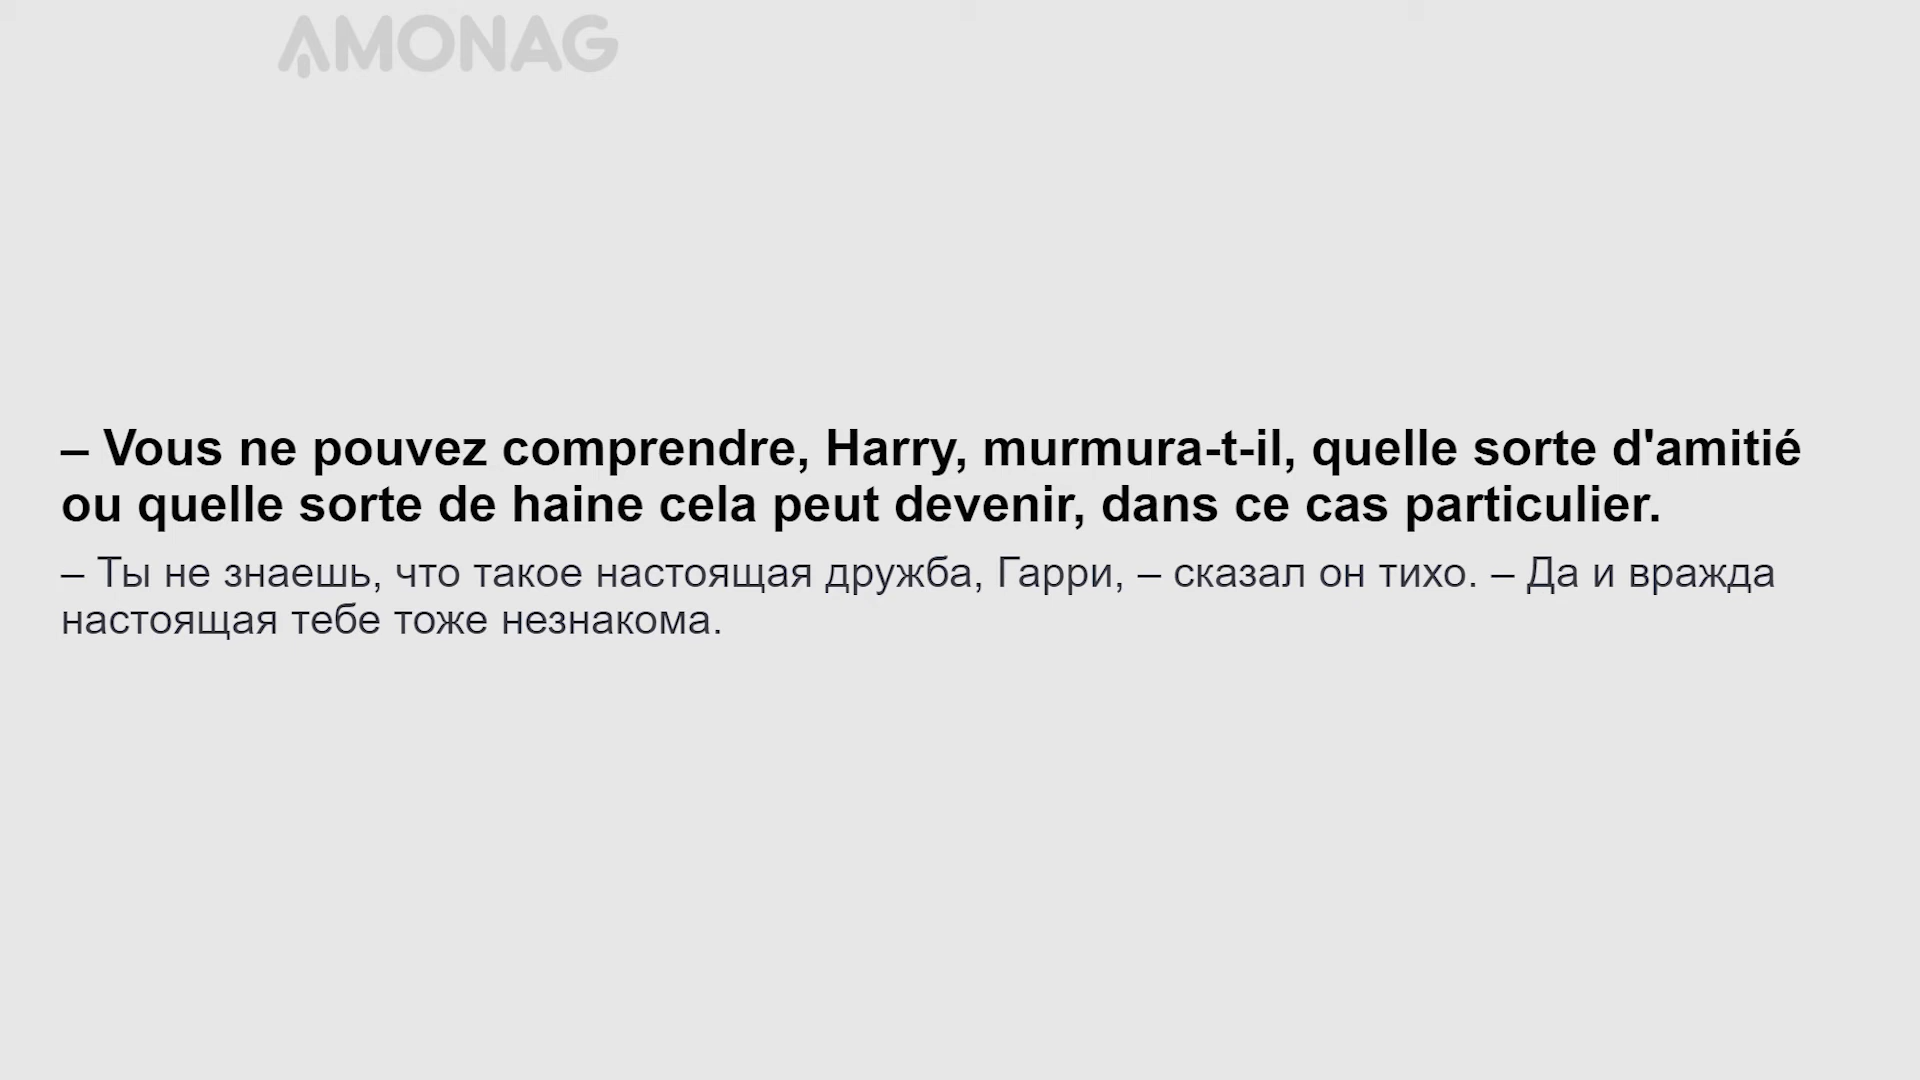 AMONAG
– Vous ne pouvez comprendre, Harry, murmura-t-il, quelle sorte d'amitié
ou quelle sorte de haine cela peut devenir, dans ce cas particulier.
– Ты не знаешь, что такое настоящая дружба, Гарри, – сказал он тихо. – Да и вражда
настоящая тебе тоже незнакома.